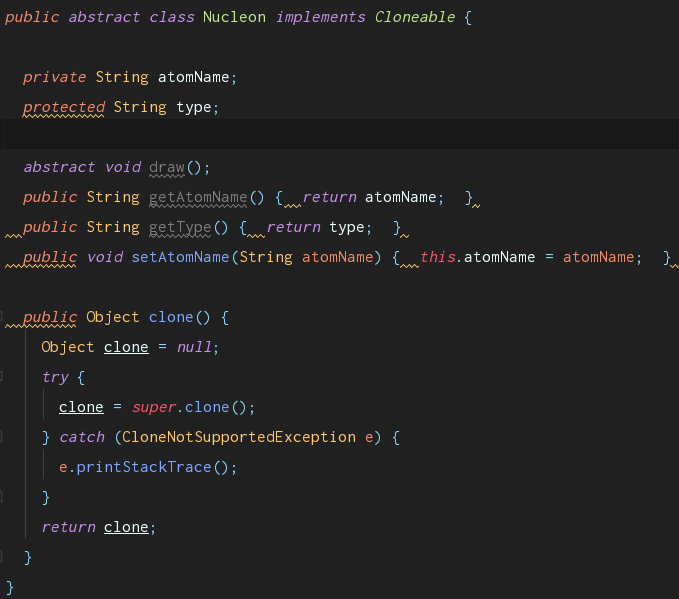 public abstract class Nucleon implements Cloneable {
private String atomName;
protected String type;
abstract void draw();
public String getAtomName() {  return atomName;  }
public String getType() {  return type;  }
public void setAtomName(String atomName) {  this.atomName = atomName;  }
public Object clone() {
Object clone = null;
try {
clone = super.clone();
} catch (CloneNotSupportedException e) {
e.printStackTrace();
}
return clone;
}
}